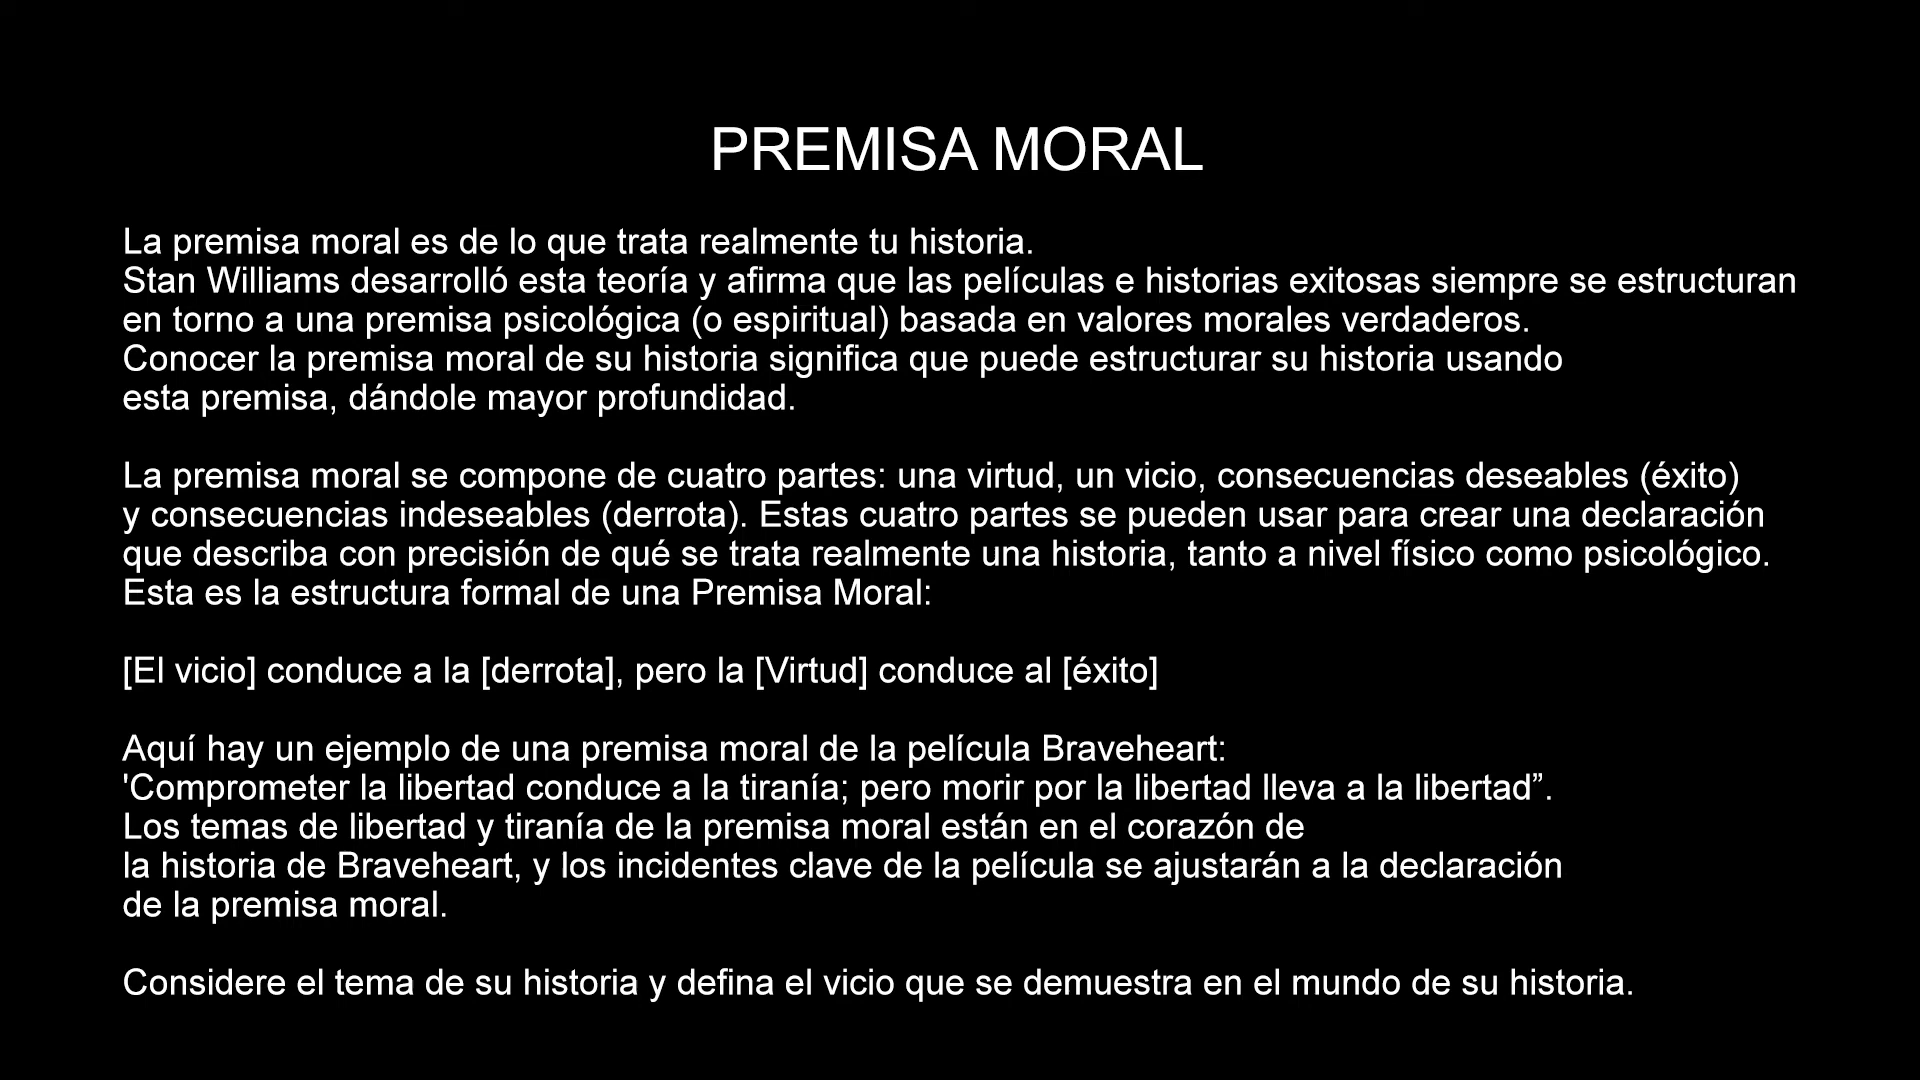 PREMISA MORAL
La premisa moral es de lo que trata realmente tu historia.
Stan Williams desarrolló esta teoría y afirma que las películas e historias exitosas siempre se estructuran
en torno a una premisa psicológica (o espiritual) basada en valores morales verdaderos.
Conocer la premisa moral de su historia significa que puede estructurar su historia usando
esta premisa, dándole mayor profundidad.
La premisa moral se compone de cuatro partes: una virtud, un vicio, consecuencias deseables (éxito)
y consecuencias indeseables (derrota). Estas cuatro partes se pueden usar para crear una declaración
que describa con precisión de qué se trata realmente una historia, tanto a nivel físico como psicológico.
Esta es la estructura formal de una Premisa Moral:
[El vicio] conduce a la [derrota], pero la [Virtud] conduce al [éxito]
Aquí hay un ejemplo de una premisa moral de la película Braveheart:
'Comprometer la libertad conduce a la tiranía; pero morir por la libertad lleva a la libertad”.
Los temas de libertad y tiranía de la premisa moral están en el corazón de
la historia de Braveheart, y los incidentes clave de la película se ajustarán a la declaración
de la premisa moral.
Considere el tema de su historia y defina el vicio que se demuestra en el mundo de su historia.